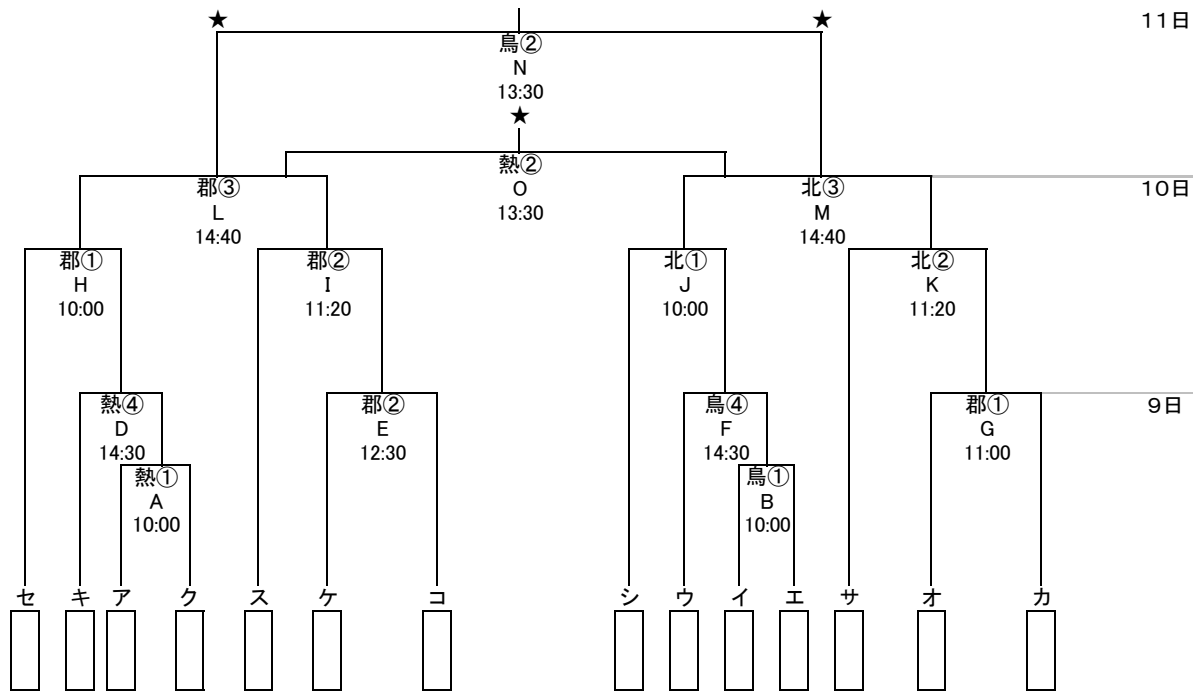 ★ ★ 11日
鳥②
N
13:30
★
熱②
O
13:30
郡③ 北③ 10日
L M
14:40 14:40
郡① 郡② 北① 北②
H I J K
10:00 11:20 10:00 11:20
熱④ 郡② 鳥④ 郡① 9日
D E F G
14:30 12:30 14:30 11:00
熱① 鳥①
A B
10:00 10:00
セ キ ア ク ス ケ コ シ ウ イ エ サ オ カ